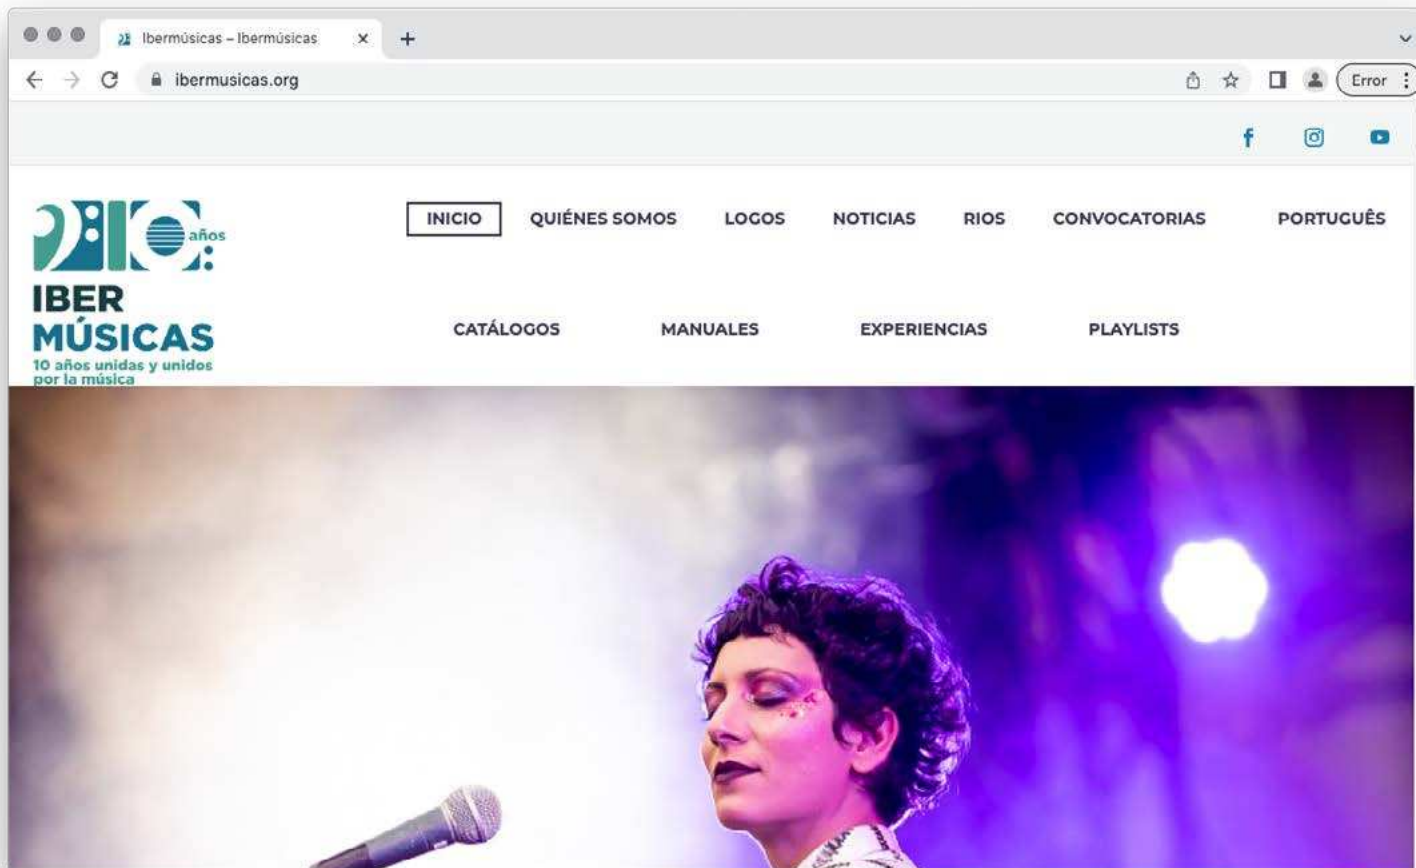 Ibermúsicas – Ibermúsicas
ibermusicas.org
Error
años
IBER
MÚSICAS
10 años unidas y unidos
por la música
INICIO QUIÉNES SOMOS LOGOS NOTICIAS RIOS CONVOCATORIAS PORTUGUÊS
CATÁLOGOS MANUALES EXPERIENCIAS PLAYLISTS